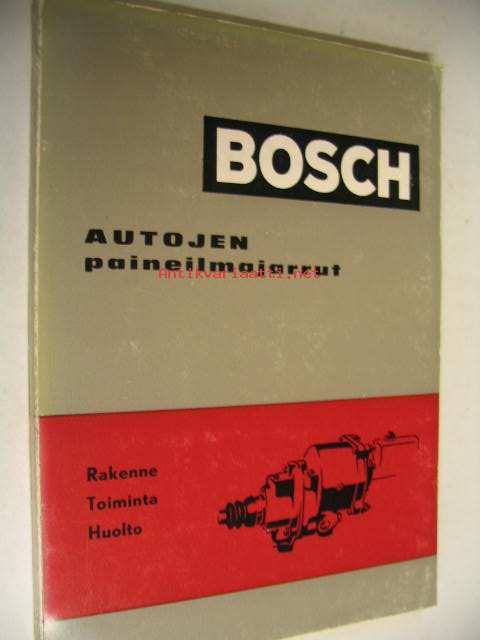 BOSCH
AUTOJEN
paineilmajarrut
Antikvariaatti.net
Rakenne
Toiminta
Huolto